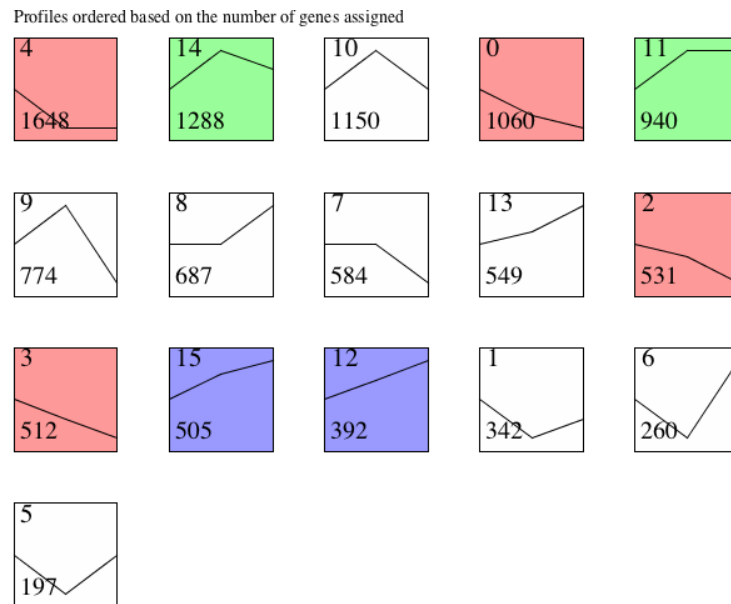 Profiles ordered based on the number of genes assigned
4 14 10 0 11
1648 1288 1150 1060 940
9 8 7 13 2
774 687 584 549 531
3 15 12 1 6
512 505 392 342 260
5
197